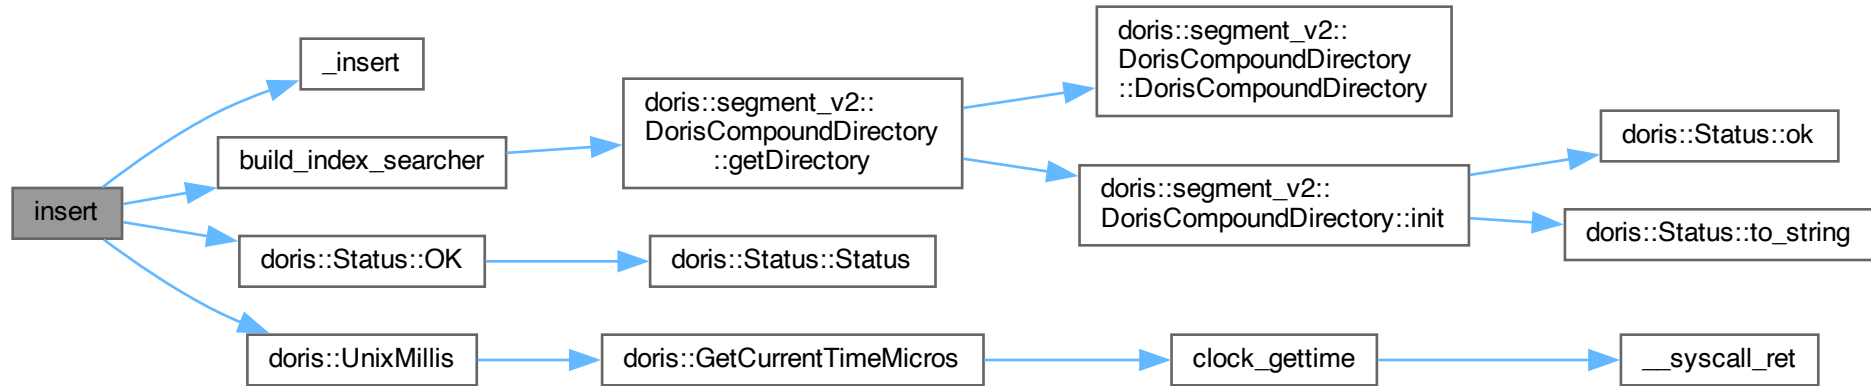 insert
_insert
build_index_searcher
doris::Status::OK
doris::UnixMillis
doris::segment_v2::
DorisCompoundDirectory
::getDirectory
doris::Status::Status
doris::GetCurrentTimeMicros
doris::segment_v2::
DorisCompoundDirectory
::DorisCompoundDirectory
doris::segment_v2::
DorisCompoundDirectory::init
clock_gettime
doris::Status::ok
doris::Status::to_string
__syscall_ret